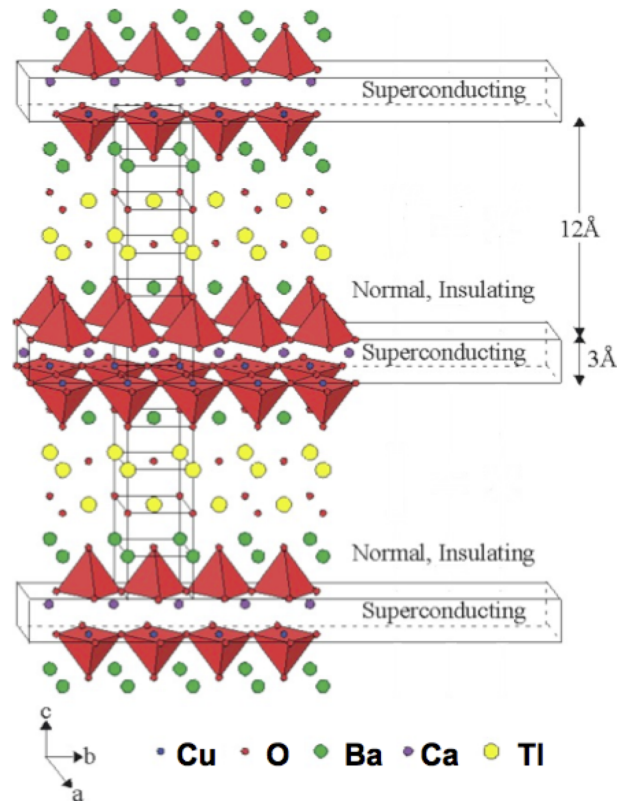 Superconducting
12Å
Normal, Insulating
Superconducting
3Å
Normal, Insulating
Superconducting
c
b
a
Cu O Ba Ca Tl